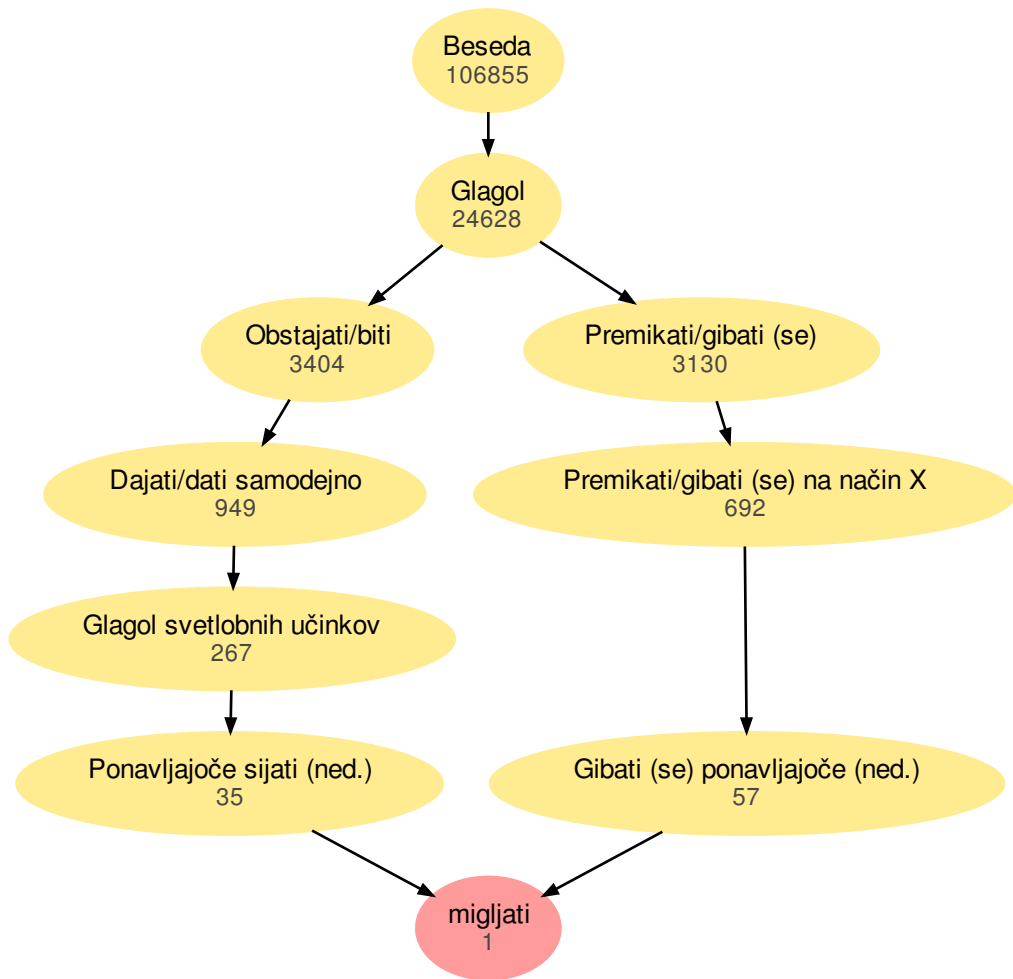 Beseda
106855
Glagol
24628
Obstajati/biti
3404
Premikati/gibati (se)
3130
Dajati/dati samodejno
949
Premikati/gibati (se) na način X
692
Glagol svetlobnih učinkov
267
Ponavljajoče sijati (ned.)
35
Gibati (se) ponavljajoče (ned.)
57
migljati
1